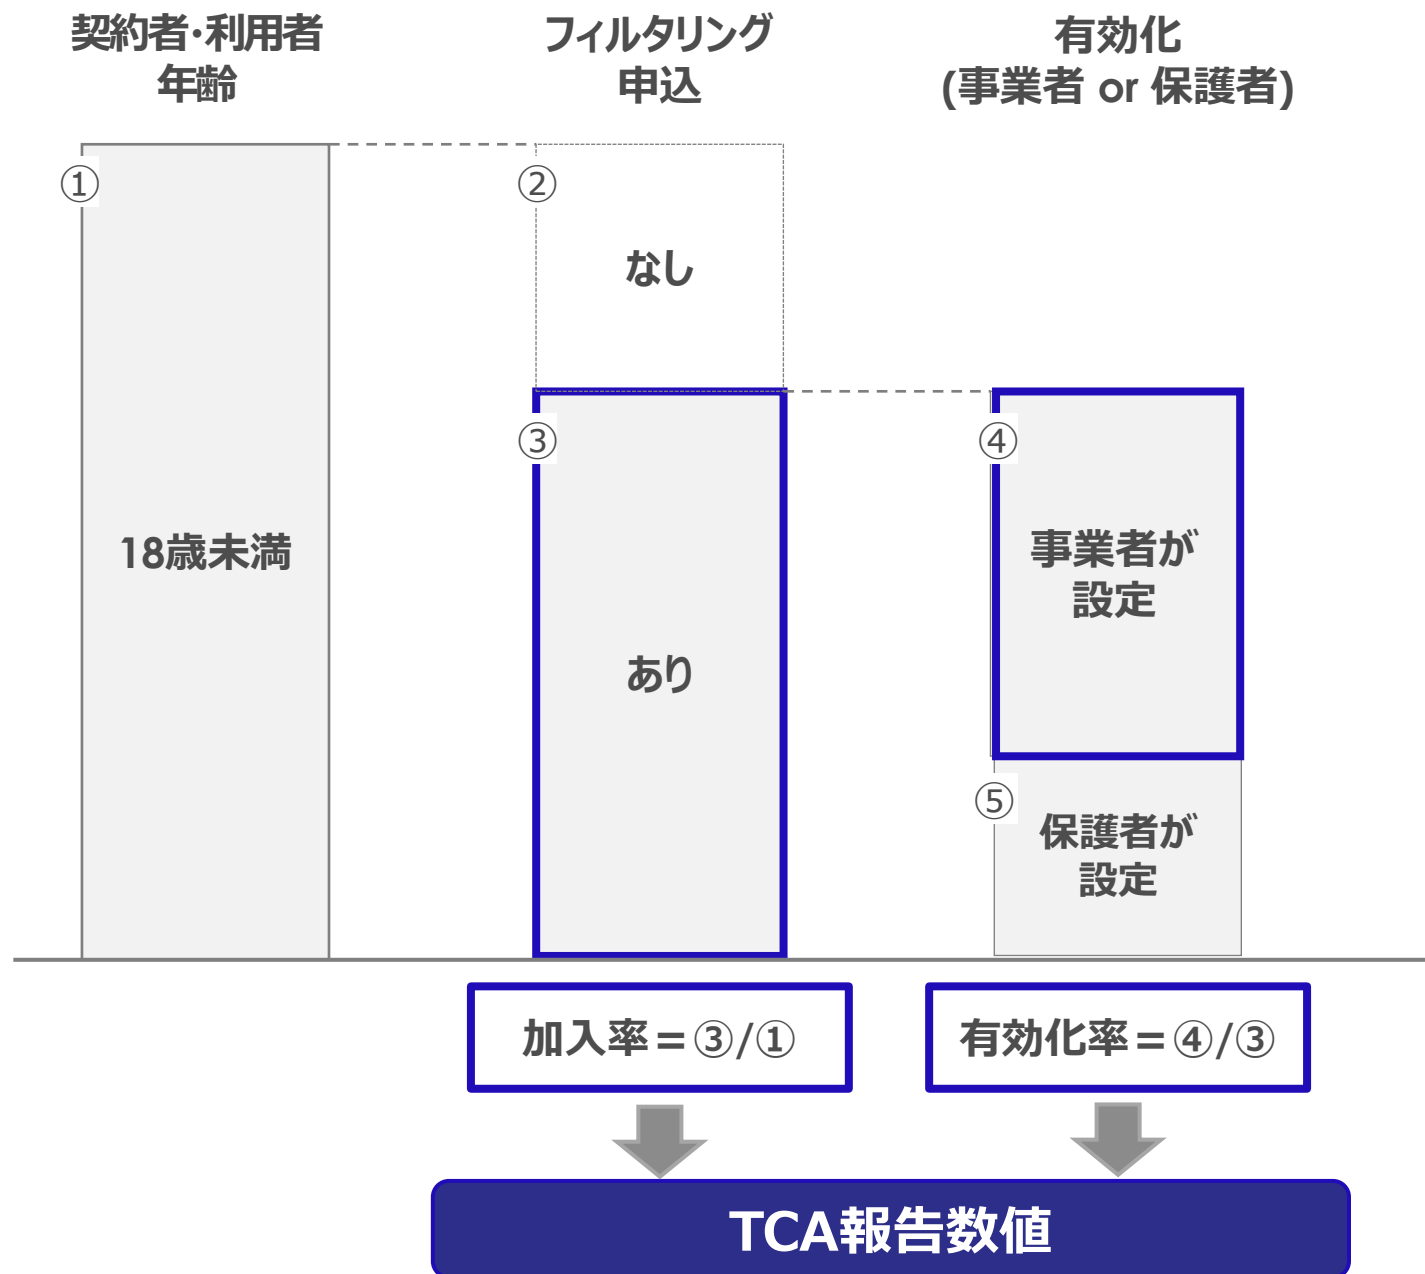 契約者・利用者
年齢
フィルタリング
申込
有効化
(事業者 or 保護者)
①
18歳未満
②
なし
③
あり
④
事業者が
設定
⑤
保護者が
設定
加入率＝③/①
有効化率＝④/③
TCA報告数値